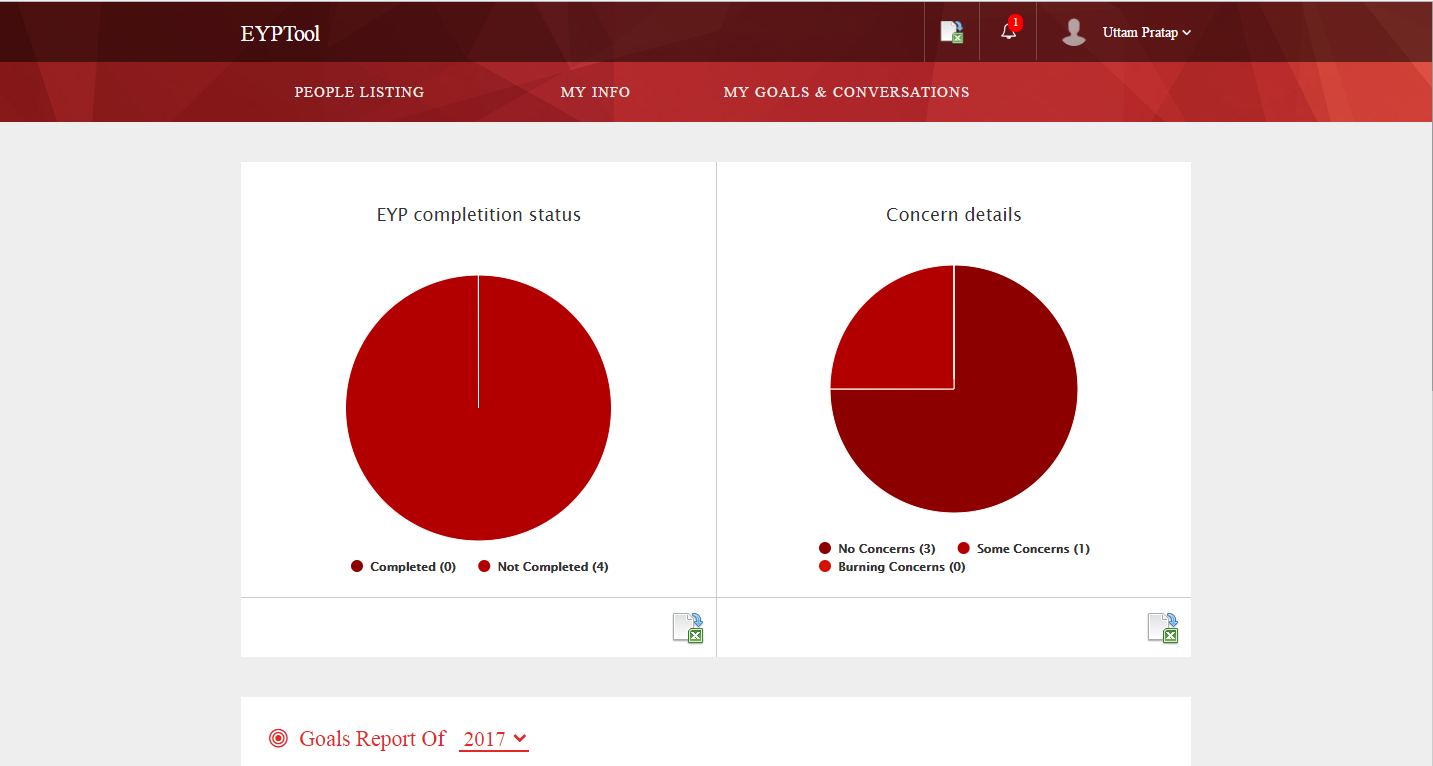 EYPTool
1
Uttam Pratap
PEOPLE LISTING
MY INFO
MY GOALS & CONVERSATIONS
EYP completition status
Completed (0)
Not Completed (4)
Concern details
No Concerns (3)
Some Concerns (1)
Burning Concerns (0)
Goals Report Of 2017